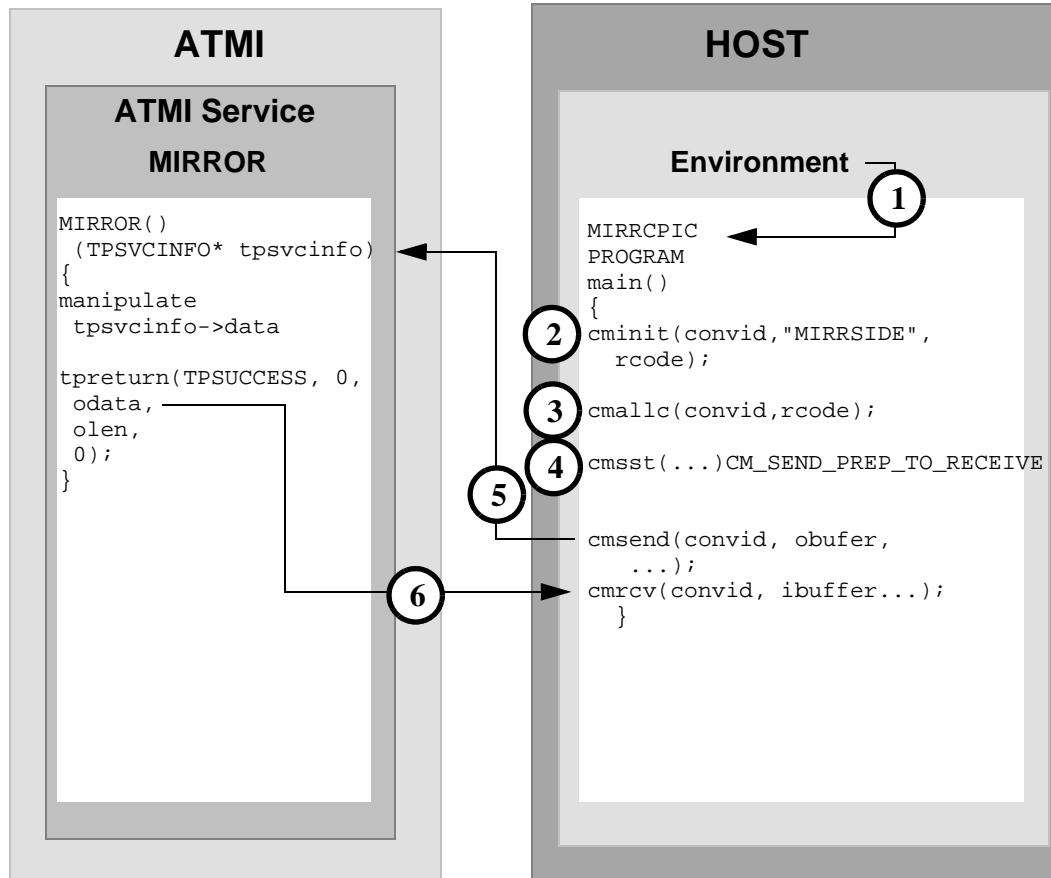 ATMI
ATMI Service
MIRROR
MIRROR()
(TPSVCINFO* tpsvcinfo)
{
manipulate
tpsvcinfo->data
tpreturn(TPSUCCESS, 0,
odata,
olen,
0);
}
HOST
Environment
1
MIRRCPIC
PROGRAM
main()
{
2
cminit(convid,"MIRRSIDE",
rcode);
3
cmallc(convid,rcode);
4
cmsst(...)CM_SEND_PREP_TO_RECEIVE
5
cmsend(convid, obufer,
...);
6
cmrcv(convid, ibuffer...);
}